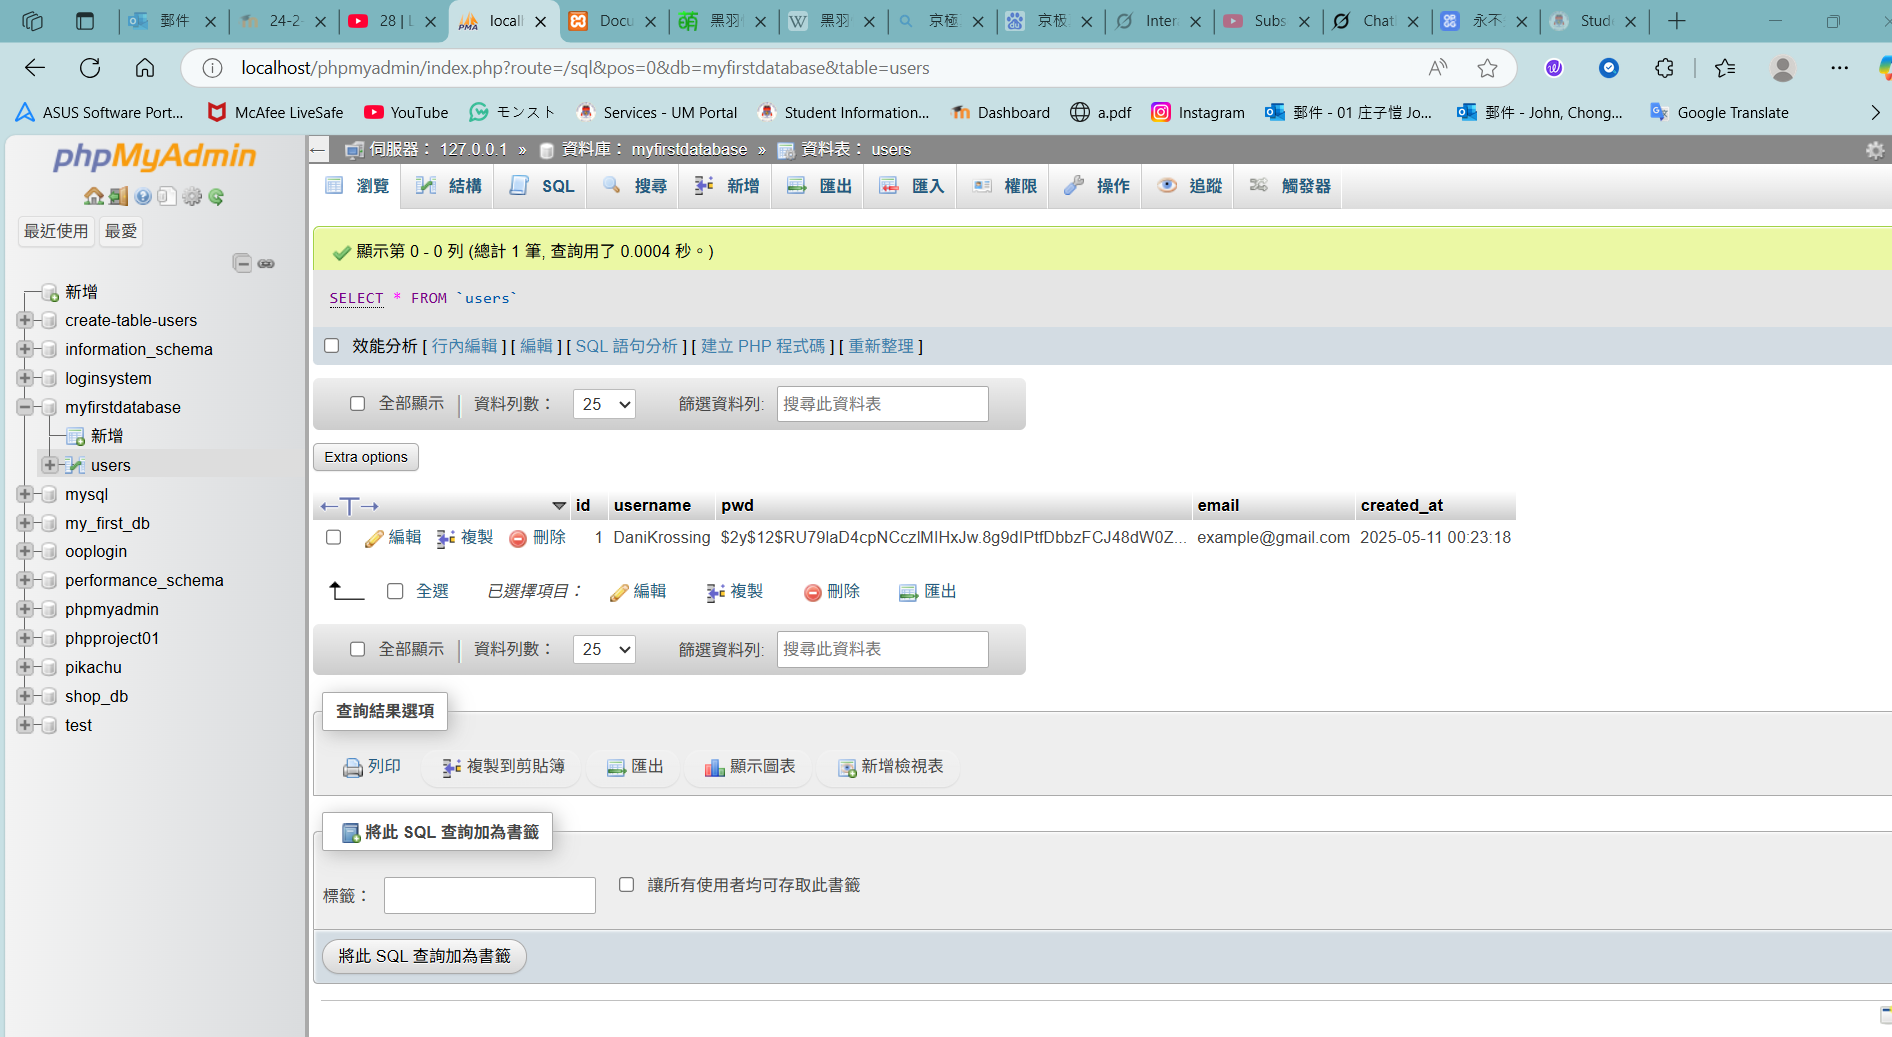 郵件
24-2-
28 | L
locall
Docu
黑羽
黑羽
京極
京极
Inter
Subs
Chatl
永不
Stud
localhost/phpmyadmin/index.php?route=/sql&pos=0&db=myfirstdatabase&table=users
ASUS Software Port...
McAfee LiveSafe
YouTube
モンスト
Services - UM Portal
Student Information...
Dashboard
a.pdf
Instagram
郵件 - 01 庄子愷 Jo...
郵件 - John, Chong...
Google Translate
phpMyAdmin
最近使用 最愛
新增
create-table-users
information_schema
loginsystem
myfirstdatabase
新增
users
mysql
my_first_db
ooplogin
performance_schema
phpmyadmin
phpproject01
pikachu
shop_db
test
伺服器： 127.0.0.1 » 資料庫： myfirstdatabase » 資料表： users
瀏覽 結構 SQL 搜尋 新增 匯出 匯入 權限 操作 追蹤 觸發器
顯示第 0 - 0 列 (總計 1 筆, 查詢用了 0.0004 秒。)
SELECT * FROM `users`
效能分析 [ 行內編輯 ] [ 編輯 ] [ SQL 語句分析 ] [ 建立 PHP 程式碼 ] [ 重新整理 ]
全部顯示 | 資料列數： 25 篩選資料列: 搜尋此資料表
Extra options
←T→ id username pwd email created_at
編輯 複製 刪除 1 DaniKrossing $2y$12$RU79laD4cpNCczlMIHxJw.8g9dIPtfDbbzFCJ48dW0Z... example@gmail.com 2025-05-11 00:23:18
全選 已選擇項目： 編輯 複製 刪除 匯出
全部顯示 | 資料列數： 25 篩選資料列: 搜尋此資料表
查詢結果選項
列印 複製到剪貼簿 匯出 顯示圖表 新增檢視表
將此 SQL 查詢加為書籤
標籤： 讓所有使用者均可存取此書籤
將此 SQL 查詢加為書籤